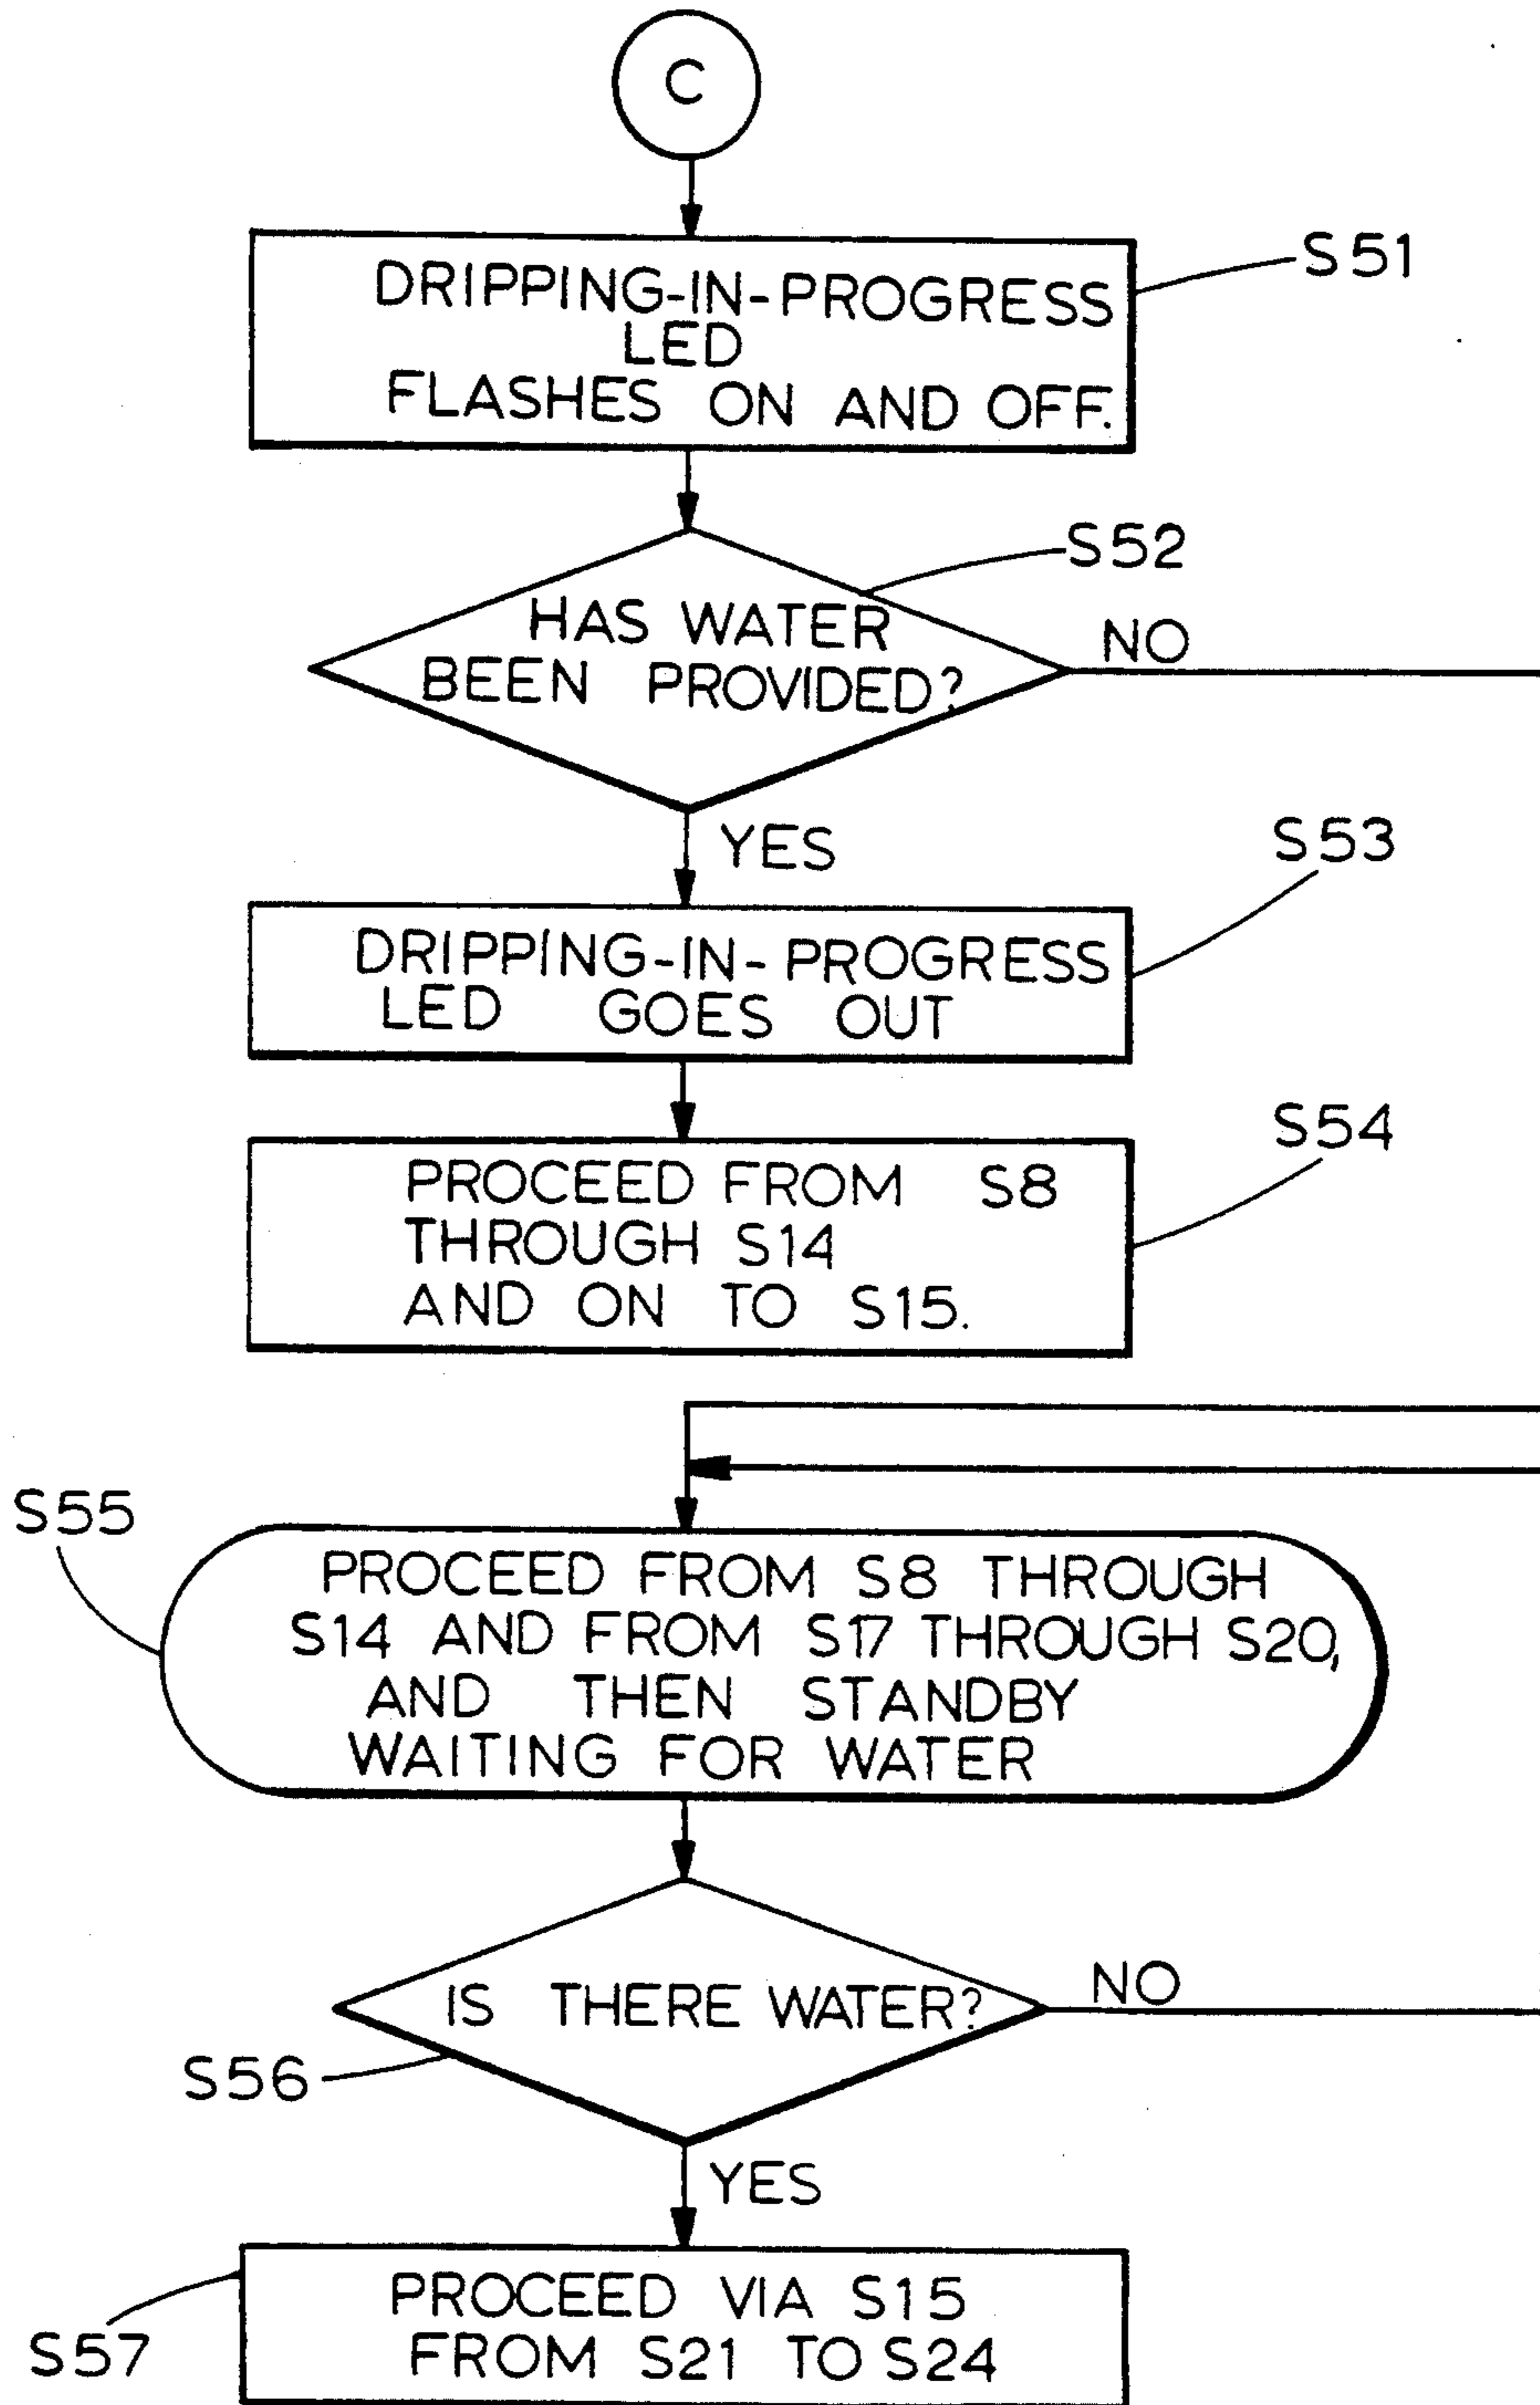 C
DRIPPING-IN-PROGRESS
LED
FLASHES ON AND OFF.
S51
HAS WATER
BEEN PROVIDED?
S52
NO
YES
DRIPPING-IN-PROGRESS
LED GOES OUT
S53
PROCEED FROM S8
THROUGH S14
AND ON TO S15.
S54
S55
PROCEED FROM S8 THROUGH
S14 AND FROM S17 THROUGH S20,
AND THEN STANDBY
WAITING FOR WATER
IS THERE WATER?
NO
S56
YES
PROCEED VIA S15
FROM S21 TO S24
S57